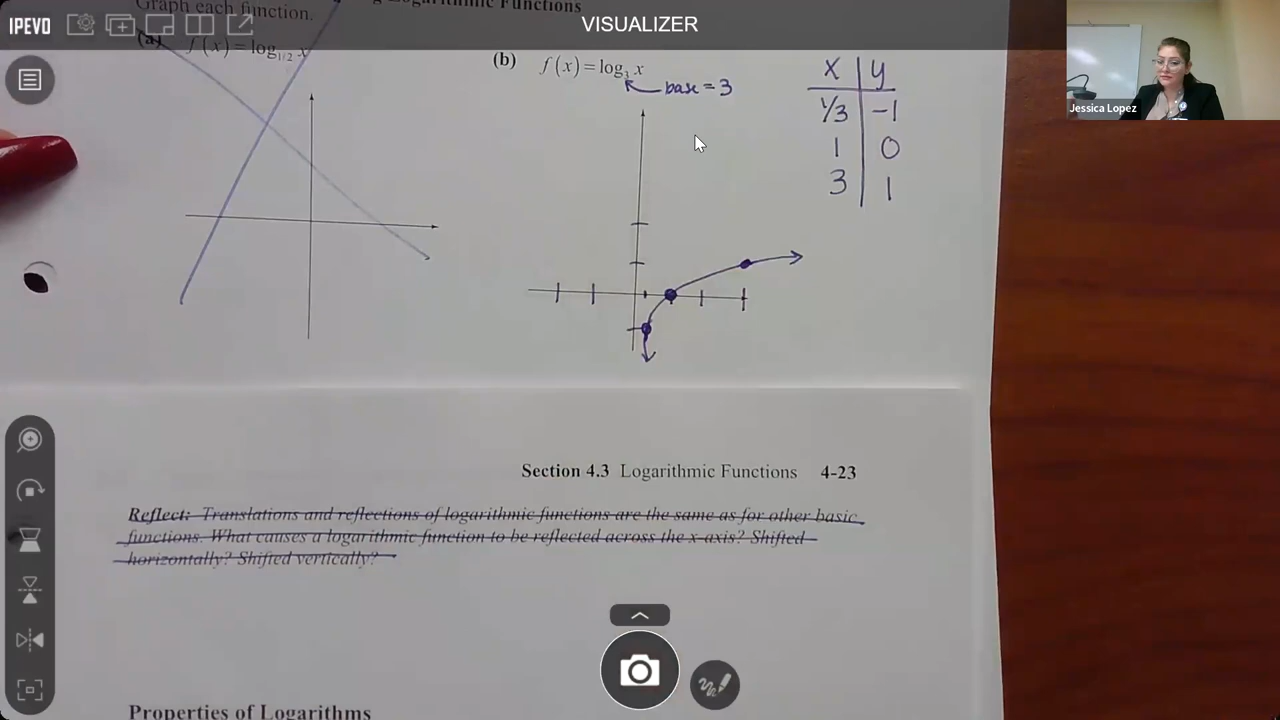 IPEVO
VISUALIZER
Logarithmic Functions
Graph each function.
(a) f(x) = log1/2 x
(b) f(x) = log3 x
base = 3
x y
1/3 -1
1 0
3 1
Jessica Lopez
Section 4.3 Logarithmic Functions 4-23
Reflect: Translations and reflections of logarithmic functions are the same as for other basic
functions. What causes a logarithmic function to be reflected across the x-axis? Shifted
horizontally? Shifted vertically?
Properties of Logarithms